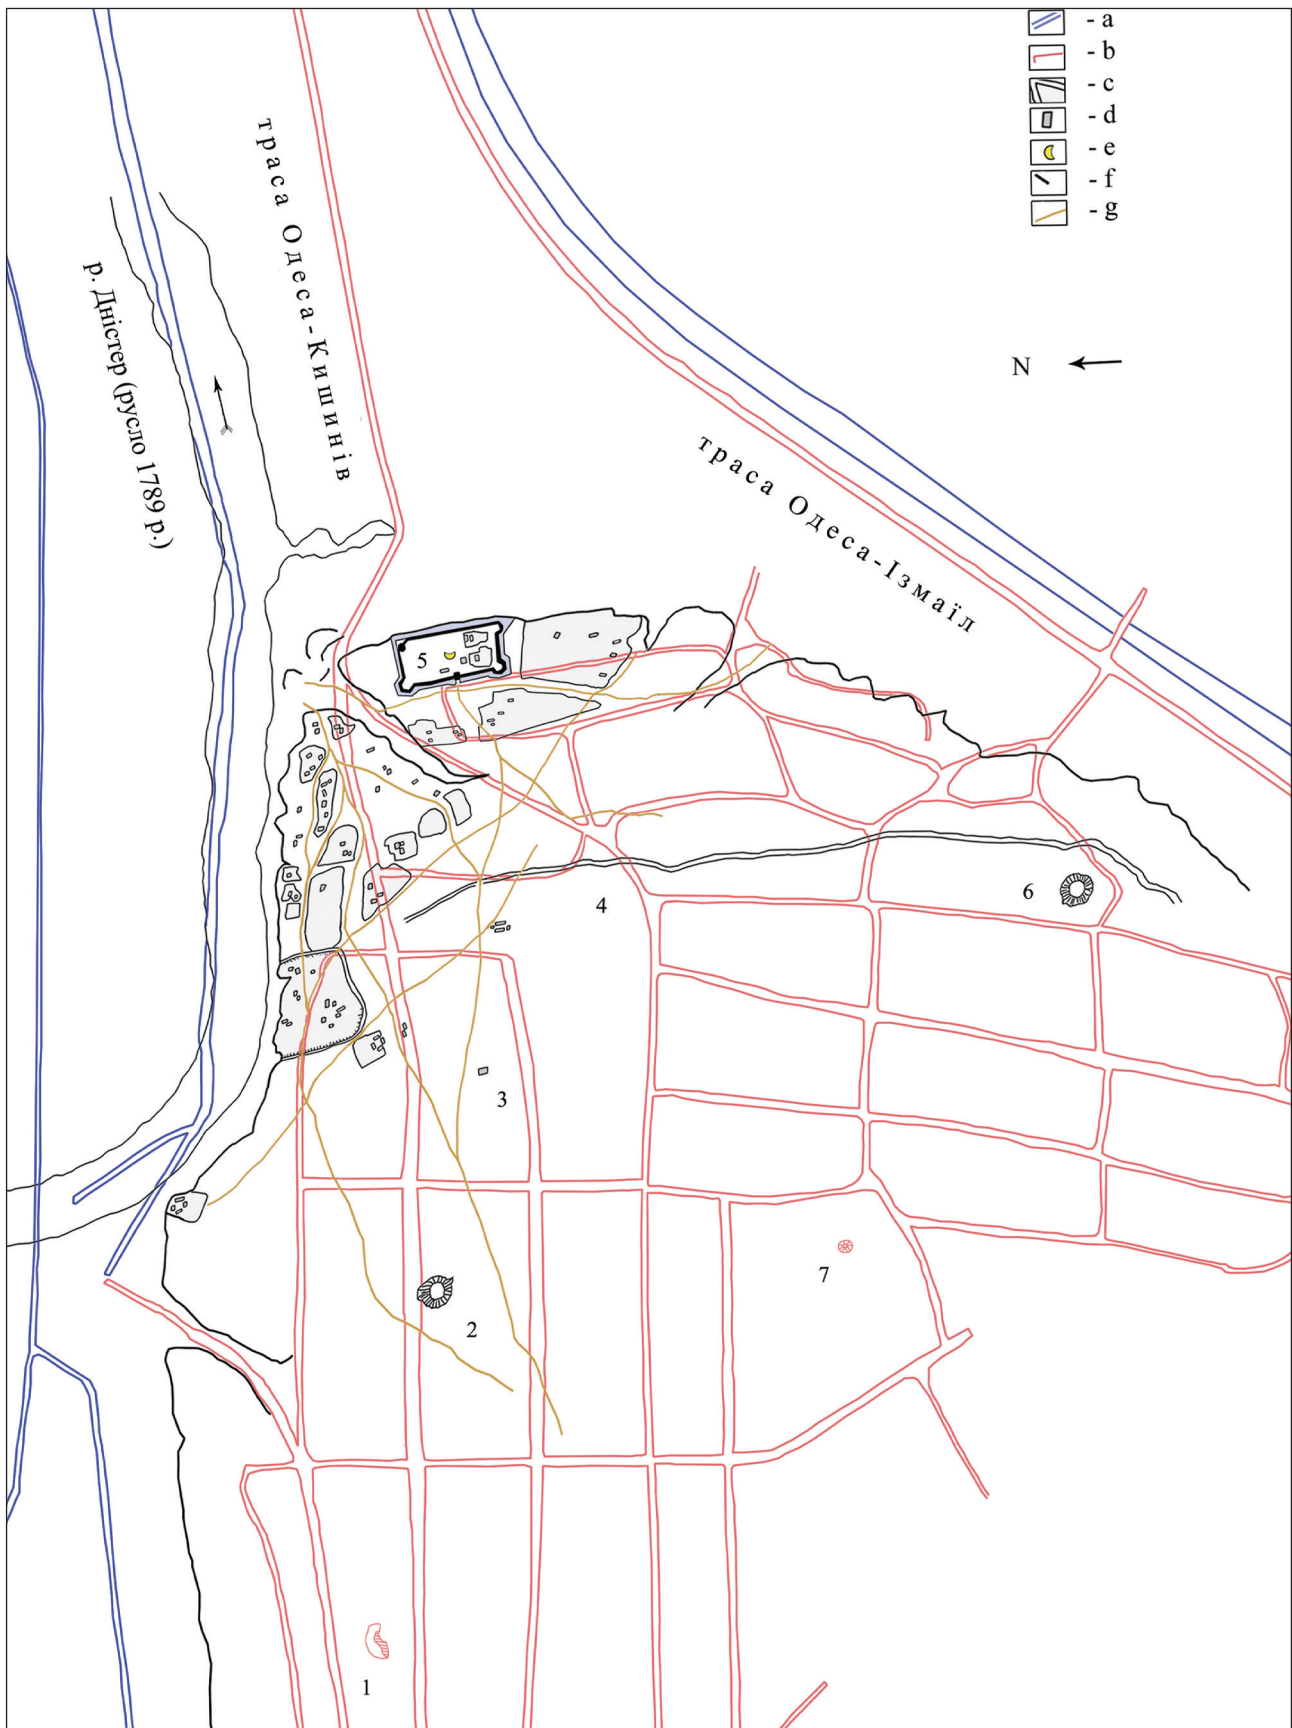 - a
- b
- c
- d
- e
- f
- g
траса Одеса-Кишинів
р. Дністер (русло 1789 р.)
N
траса Одеса-Ізмаїл
5
6
4
3
7
2
1